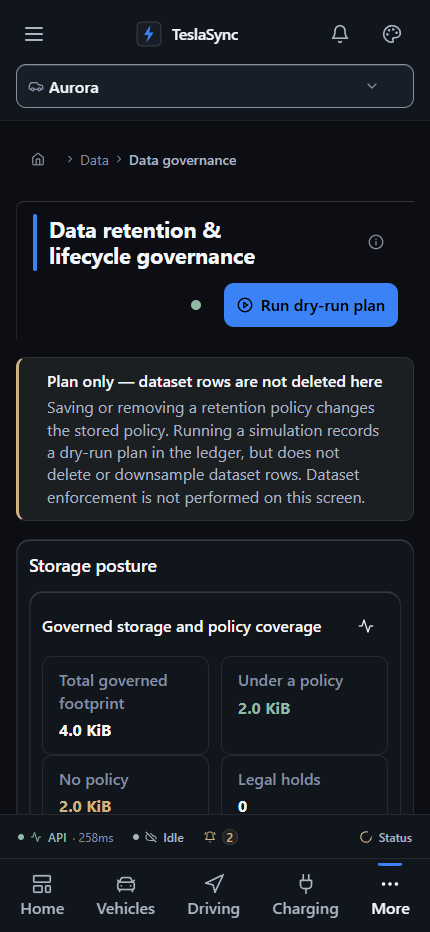 TeslaSync
Aurora
Data
Data governance
Data retention &
lifecycle governance
Run dry-run plan
Plan only — dataset rows are not deleted here
Saving or removing a retention policy changes
the stored policy. Running a simulation records
a dry-run plan in the ledger, but does not
delete or downsample dataset rows. Dataset
enforcement is not performed on this screen.
Storage posture
Governed storage and policy coverage
Total governed
footprint
4.0 KiB
Under a policy
2.0 KiB
No policy
2.0 KiB
Legal holds
0
API · 258ms
Idle
2
Status
Home
Vehicles
Driving
Charging
More